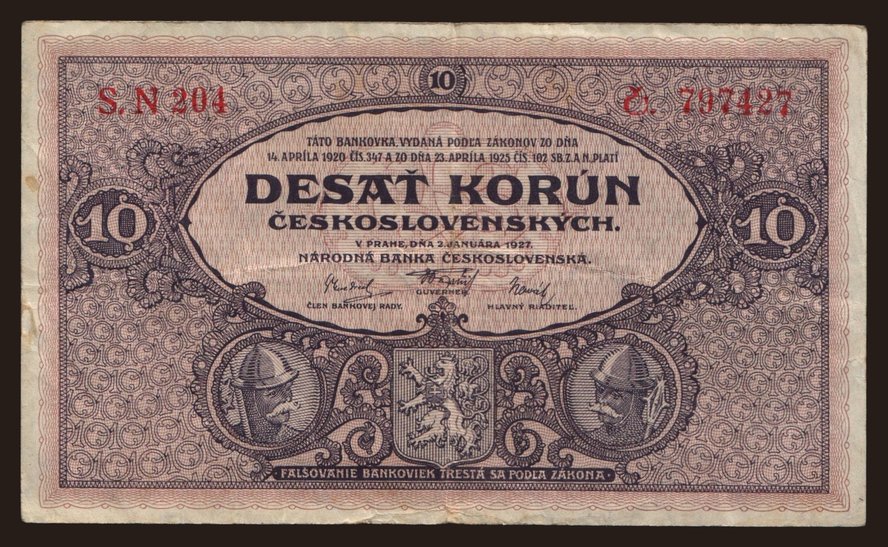 10
S. N 204
Č. 797427
TÁTO BANKOVKA, VYDANÁ PODĽA ZÁKONOV ZO DŇA
14. APRÍLA 1920 ČÍS. 347 A ZO DŇA 23. APRÍLA 1925 ČÍS. 102 SB. Z. A N. PLATÍ
DESAŤ KORÚN
ČESKOSLOVENSKÝCH.
10
10
V PRAHE, DŇA 2. JANUÁRA 1927.
NÁRODNÁ BANKA ČESKOSLOVENSKÁ.
GUVERNER.
ČLEN BANKOVEJ RADY.
HLAVNÝ RIADITEĽ.
FALŠOVANIE BANKOVIEK TRESTÁ SA PODĽA ZÁKONA